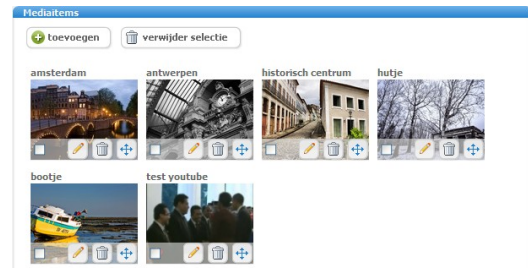 Mediaitems
toevoegen verwijder selectie
amsterdam antwerpen historisch centrum hutje
bootje test youtube